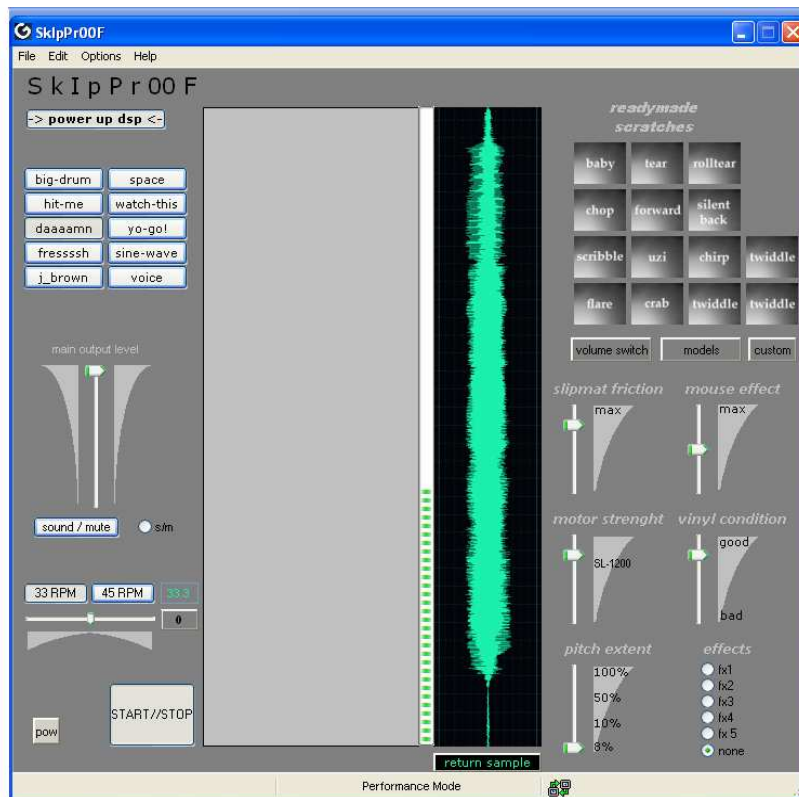 SkIpPr00F
File Edit Options Help
S k I p P r 00 F
-> power up dsp <-
big-drum space
hit-me watch-this
daaaamn yo-go!
fressssh sine-wave
j_brown voice
main output level
sound / mute s/m
33 RPM 45 RPM 33.3
0
START//STOP
pow
return sample
readymade
scratches
baby tear rolltear
chop forward silent
back
scribble uzi chirp twiddle
flare crab twiddle twiddle
volume switch models custom
slipmat friction mouse effect
max max
motor strenght vinyl condition
good
SL-1200
bad
pitch extent effects
100% fx1
50% fx2
fx3
10% fx4
fx 5
8% none
Performance Mode